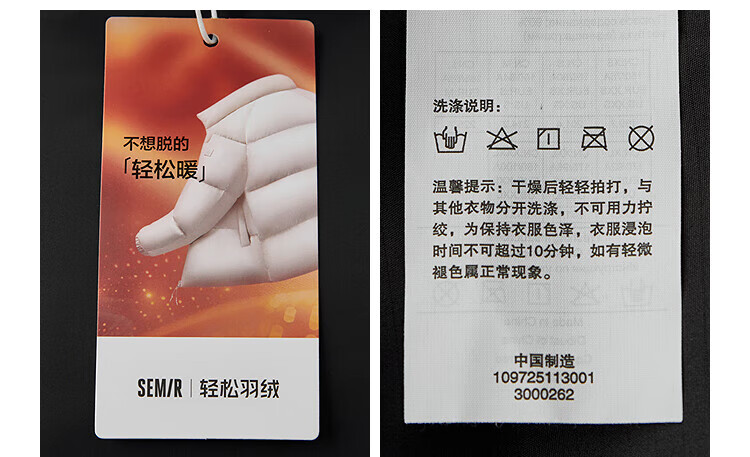 不想脱的
「轻松暖」
SEMIR | 轻松羽绒
洗涤说明：
温馨提示：干燥后轻轻拍打，与
其他衣物分开洗涤，不可用力拧
绞，为保持衣服色泽，衣服浸泡
时间不可超过10分钟，如有轻微
褪色属正常现象。
中国制造
109725113001
3000262